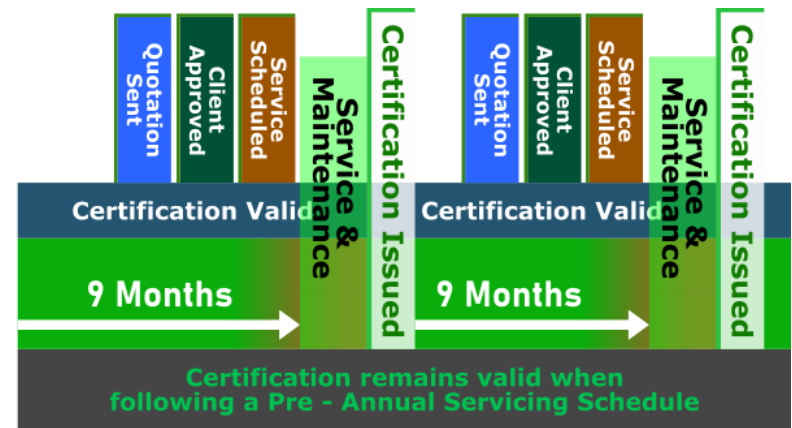 Quotation
Sent
Client
Approved
Service
Scheduled
Service &
Maintenance
Certification Issued
Certification Valid
9 Months
Quotation
Sent
Client
Approved
Service
Scheduled
Service &
Maintenance
Certification Issued
Certification Valid
9 Months
Certification remains valid when
following a Pre - Annual Servicing Schedule